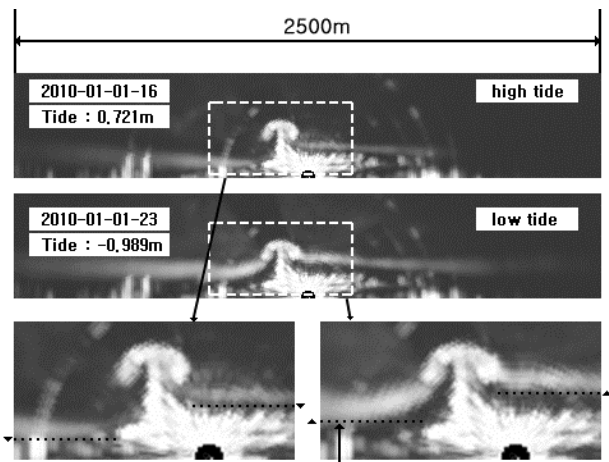 2500m
2010-01-01-16
high tide
Tide : 0.721m
2010-01-01-23
low tide
Tide : -0.989m